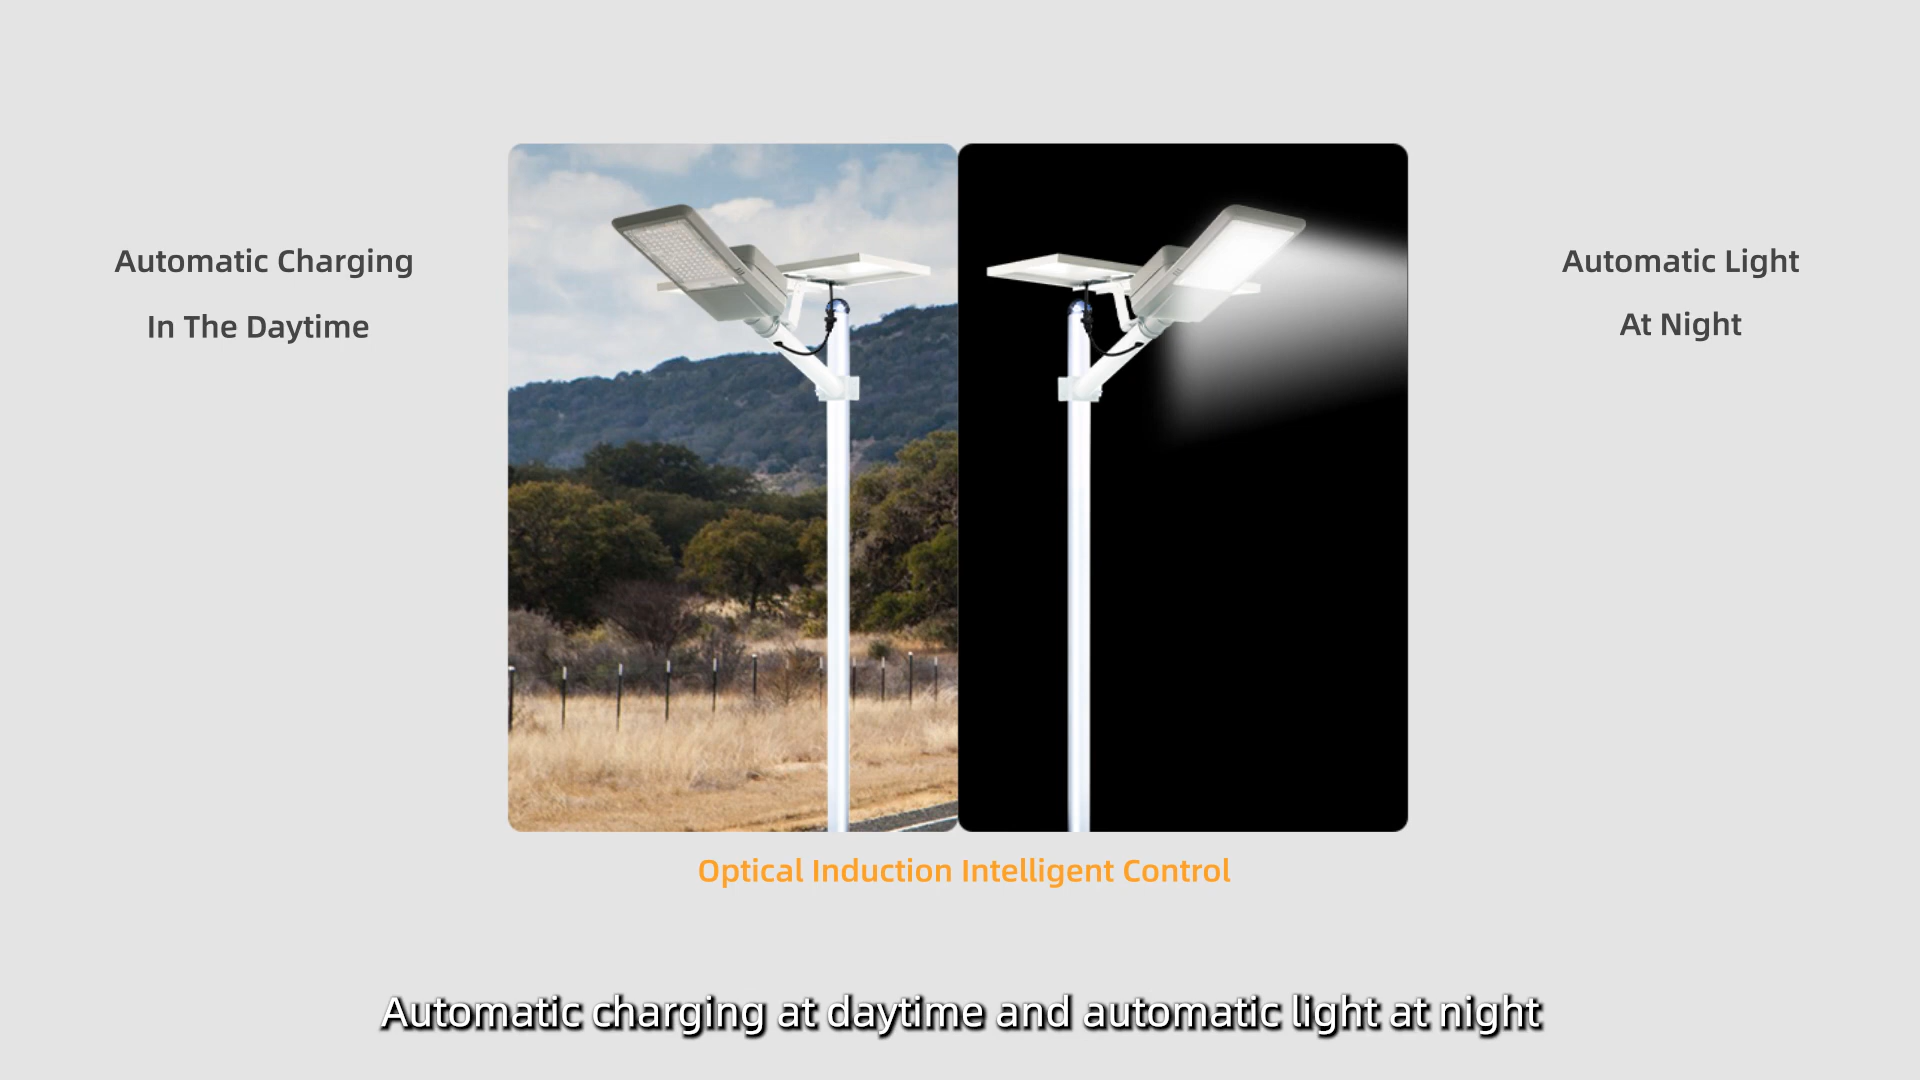 Automatic Charging
In The Daytime
Automatic Light
At Night
Optical Induction Intelligent Control
Automatic charging at daytime and automatic light at night